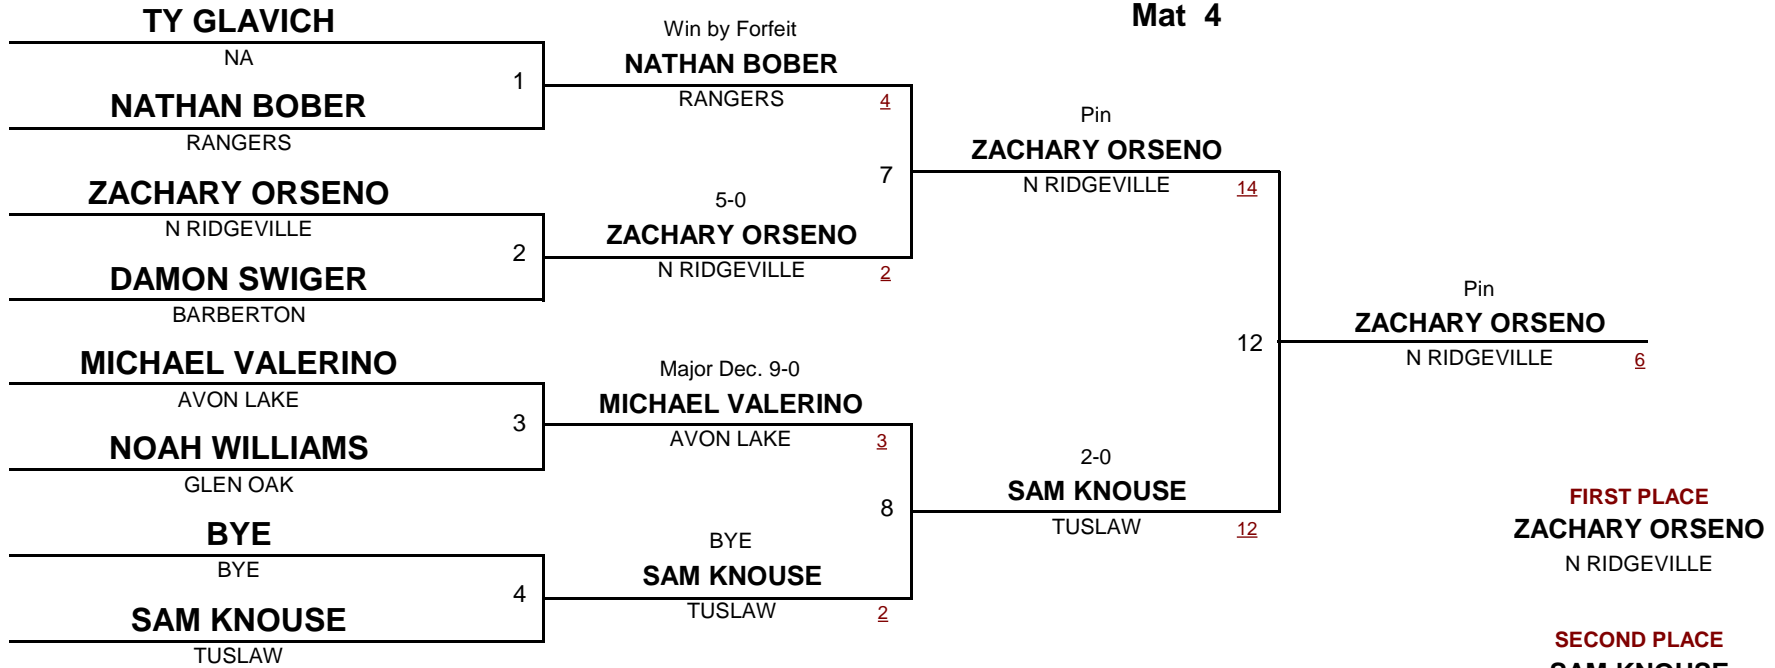 Mat 4
TY GLAVICH
NA
1
NATHAN BOBER
RANGERS
ZACHARY ORSENO
N RIDGEVILLE
2
DAMON SWIGER
BARBERTON
MICHAEL VALERINO
AVON LAKE
3
NOAH WILLIAMS
GLEN OAK
BYE
BYE
4
SAM KNOUSE
TUSLAW
Win by Forfeit
NATHAN BOBER
RANGERS 4
7
5-0
ZACHARY ORSENO
N RIDGEVILLE 2
Major Dec. 9-0
MICHAEL VALERINO
AVON LAKE 3
8
BYE
SAM KNOUSE
TUSLAW 2
Pin
ZACHARY ORSENO
N RIDGEVILLE 14
12
2-0
SAM KNOUSE
TUSLAW 12
Pin
ZACHARY ORSENO
N RIDGEVILLE 6
FIRST PLACE
ZACHARY ORSENO
N RIDGEVILLE
SECOND PLACE
SAM KNOUSE